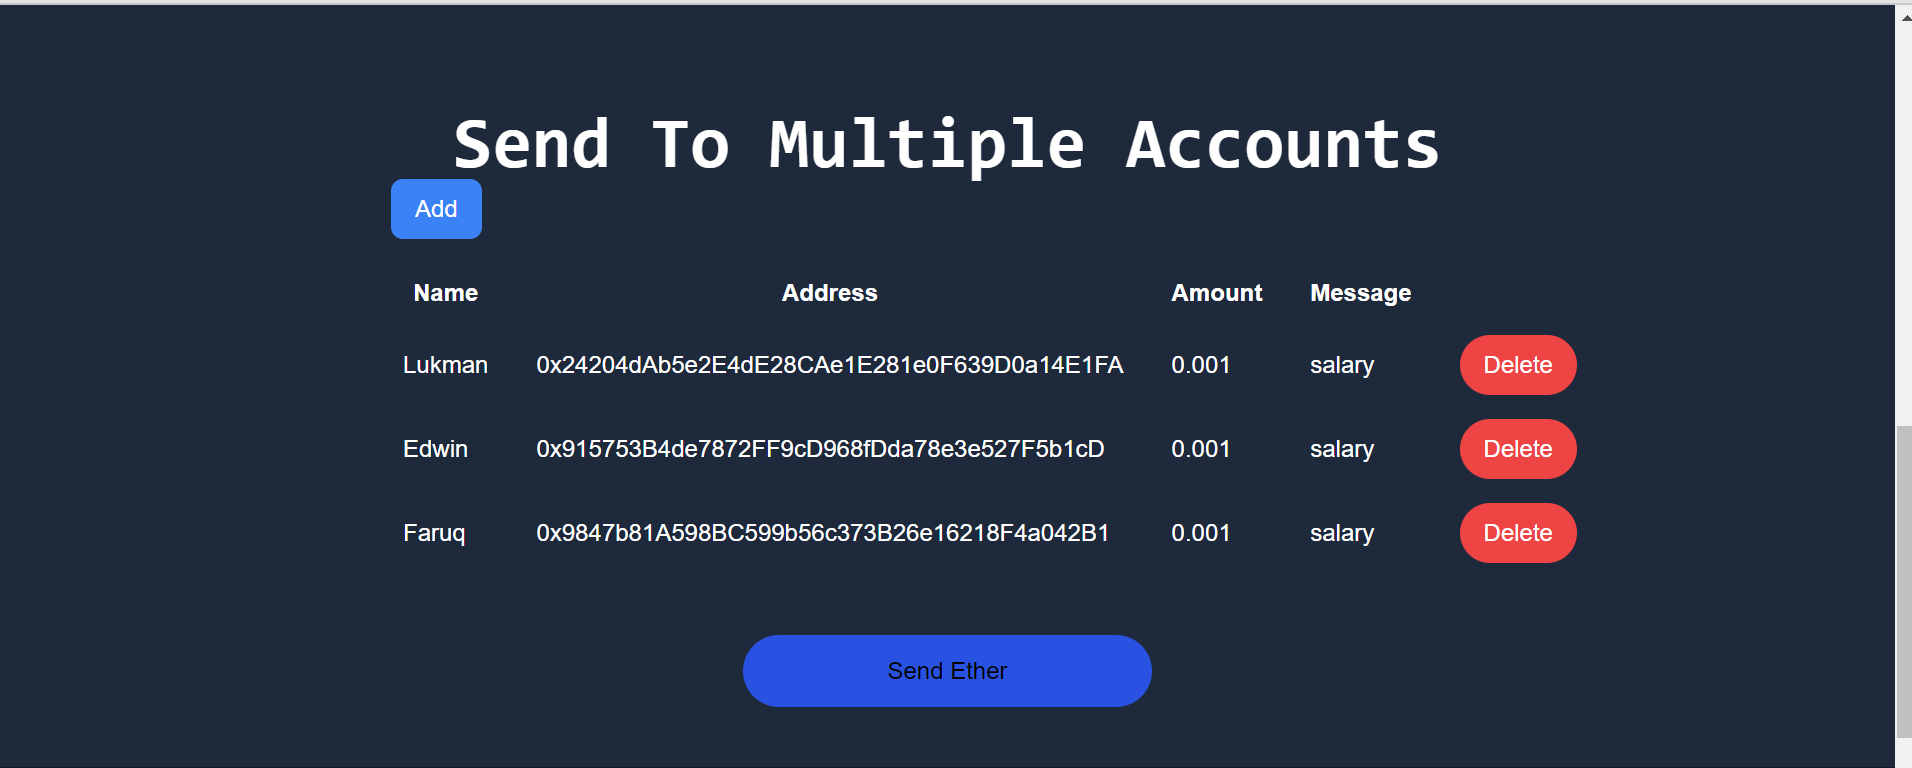 Send To Multiple Accounts
Add
Name Address Amount Message
Lukman 0x24204dAb5e2E4dE28CAe1E281e0F639D0a14E1FA 0.001 salary Delete
Edwin 0x915753B4de7872FF9cD968fDda78e3e527F5b1cD 0.001 salary Delete
Faruq 0x9847b81A598BC599b56c373B26e16218F4a042B1 0.001 salary Delete
Send Ether